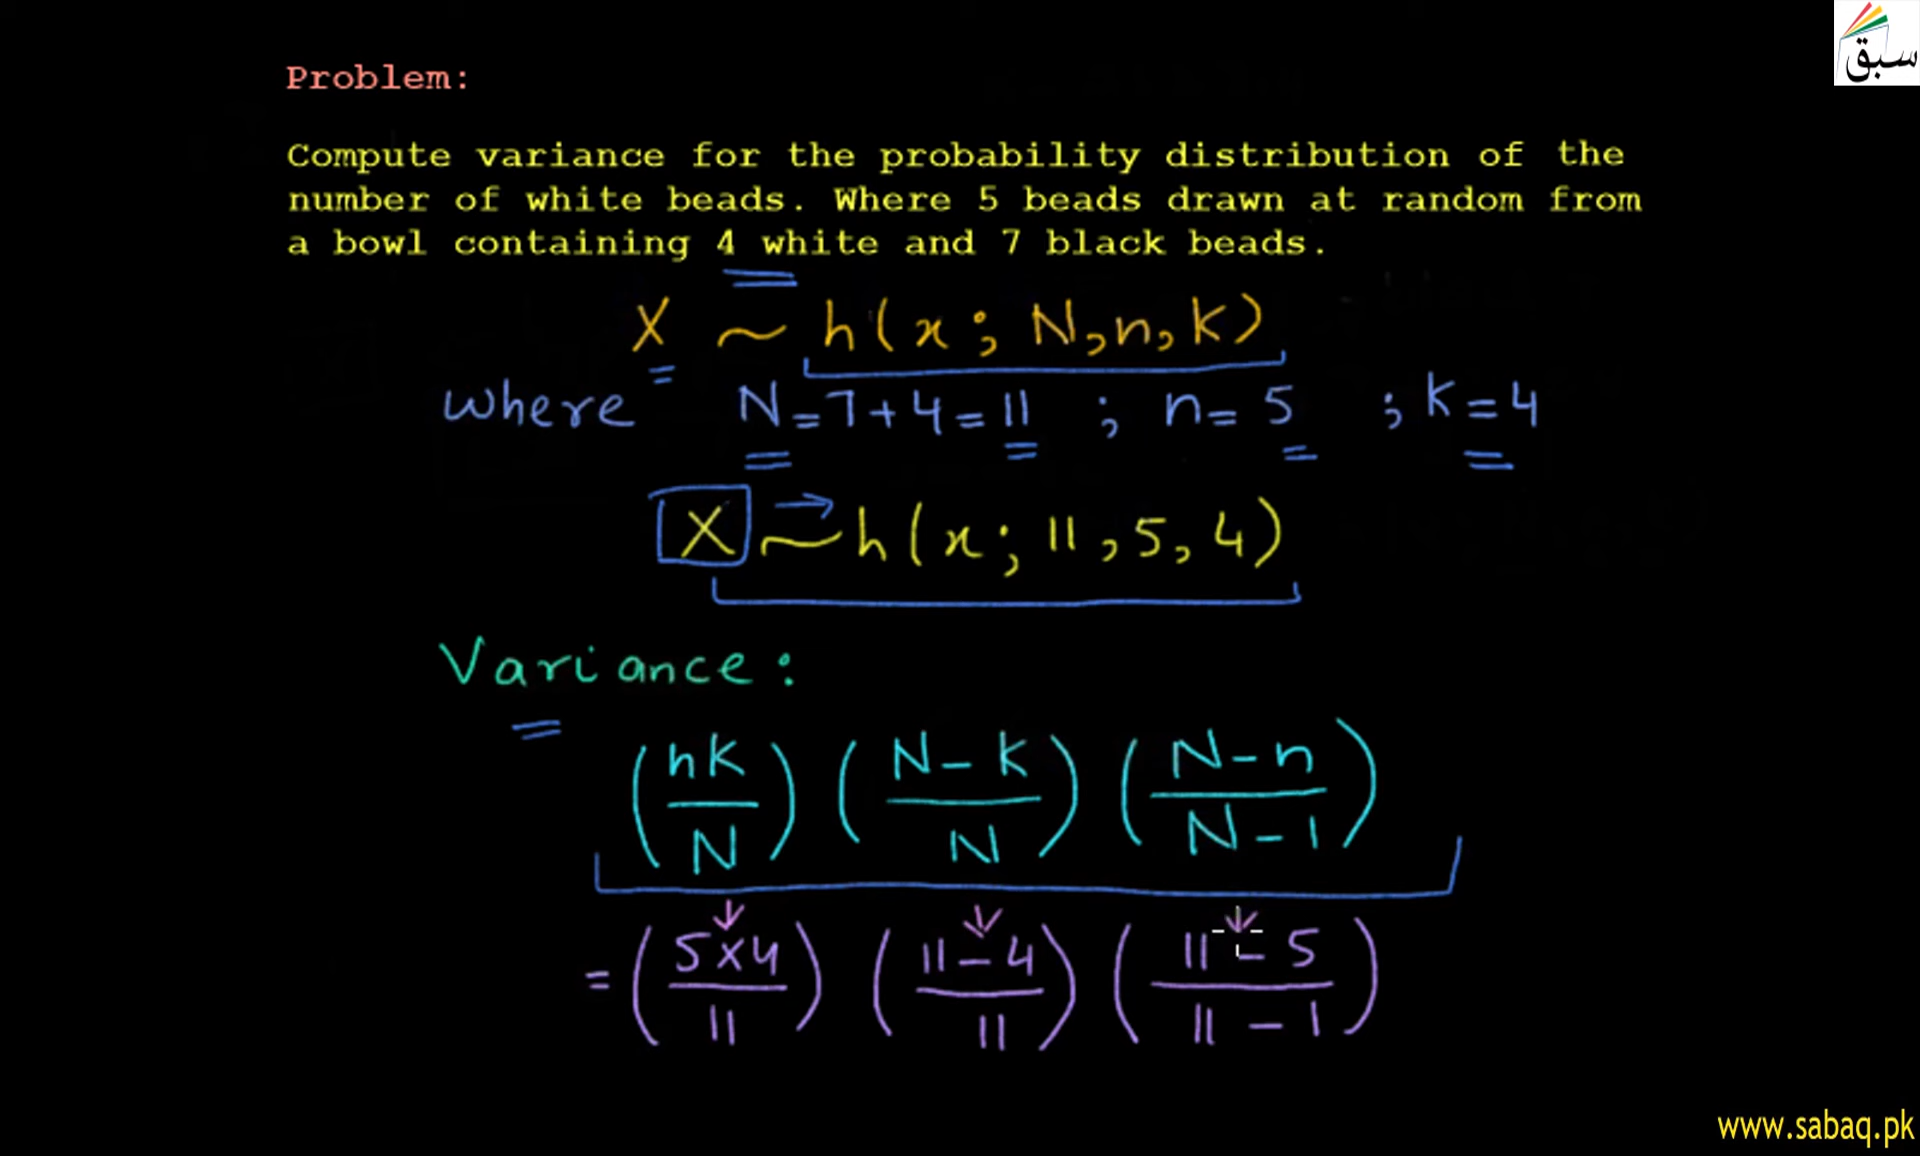 سبق
Problem:
Compute variance for the probability distribution of the
number of white beads. Where 5 beads drawn at random from
a bowl containing 4 white and 7 black beads.
X ~ h(x; N,n,k)
where N=7+4=11 ; n=5 ; k=4
X ~ h(x; 11,5,4)
Variance:
(nK/N) (N-k/N) (N-n/N-1)
= (5x4/11) (11-4/11) (11-5/11-1)
www.sabaq.pk